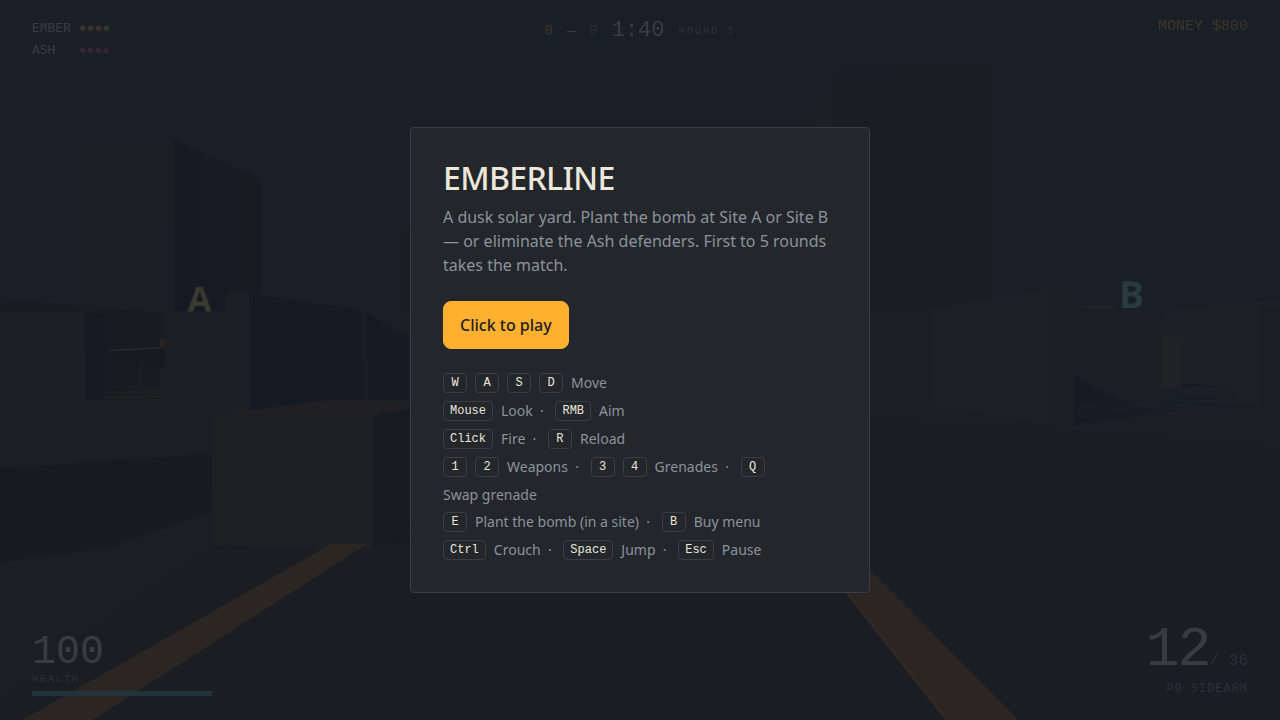 EMBER
ASH
0 — 0 1:40 ROUND 1
MONEY $800
A
B
EMBERLINE
A dusk solar yard. Plant the bomb at Site A or Site B
— or eliminate the Ash defenders. First to 5 rounds
takes the match.
Click to play
W A S D Move
Mouse Look · RMB Aim
Click Fire · R Reload
1 2 Weapons · 3 4 Grenades · Q
Swap grenade
E Plant the bomb (in a site) · B Buy menu
Ctrl Crouch · Space Jump · Esc Pause
100
HEALTH
12 / 36
P9 SIDEARM